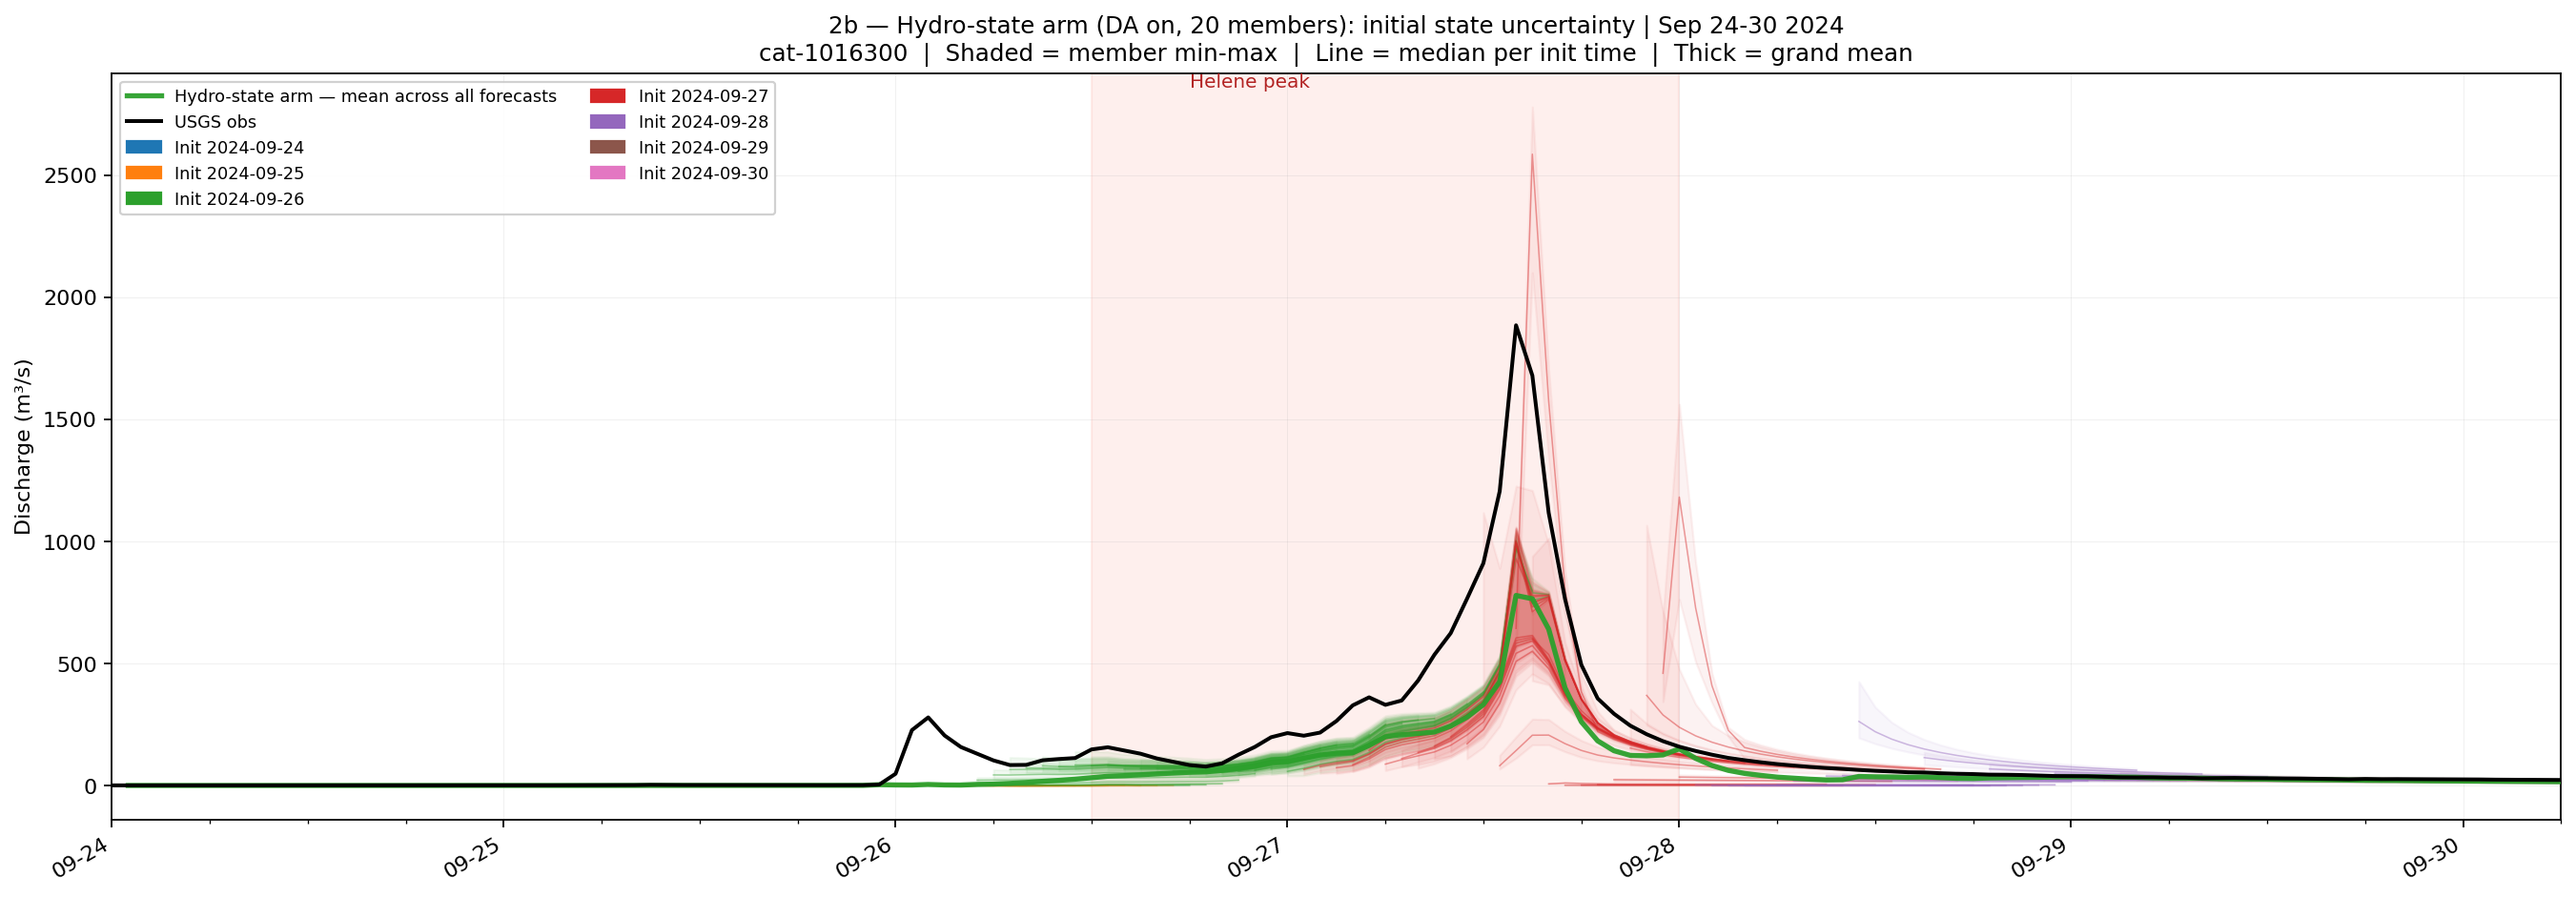 2b — Hydro-state arm (DA on, 20 members): initial state uncertainty | Sep 24-30 2024
cat-1016300 | Shaded = member min-max | Line = median per init time | Thick = grand mean
Helene peak
Hydro-state arm — mean across all forecasts
USGS obs
Init 2024-09-24
Init 2024-09-25
Init 2024-09-26
Init 2024-09-27
Init 2024-09-28
Init 2024-09-29
Init 2024-09-30
Discharge (m³/s)
2500
2000
1500
1000
500
0
09-24
09-25
09-26
09-27
09-28
09-29
09-30